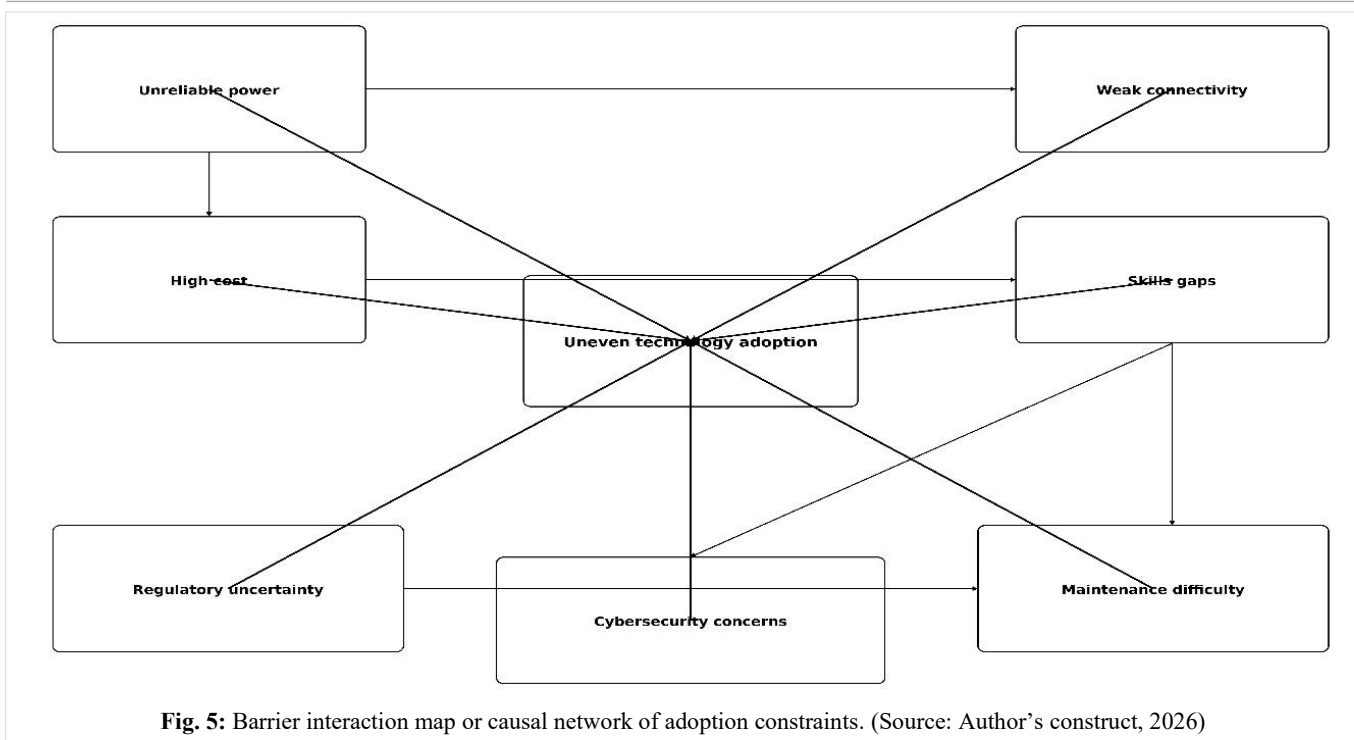 Unreliable power
Weak connectivity
High cost
Skills gaps
Uneven technology adoption
Regulatory uncertainty
Maintenance difficulty
Cybersecurity concerns
Fig. 5: Barrier interaction map or causal network of adoption constraints. (Source: Author’s construct, 2026)